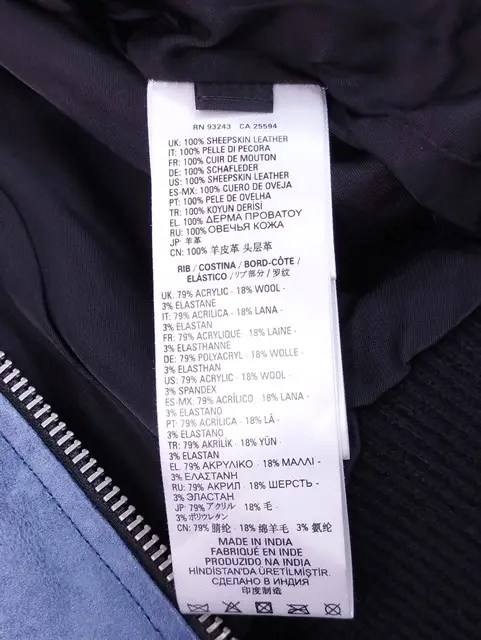 RN 93243 CA 25594
UK: 100% SHEEPSKIN LEATHER
IT: 100% PELLE DI PECORA
FR: 100% CUIR DE MOUTON
DE: 100% SCHAFLEDER
US: 100% SHEEPSKIN LEATHER
ES-MX: 100% CUERO DE OVEJA
PT: 100% PELE DE OVELHA
TR: 100% KOYUN DERİSİ
EL: 100% ΔΕΡΜΑ ΠΡΟΒΑΤΟΥ
RU: 100% ОВЕЧЬЯ КОЖА
JP: 羊革
CN: 100% 羊皮革 头层革
RIB / COSTINA / BORD-CÔTE /
ELÁSTICO / リブ部分 / 罗纹
UK: 79% ACRYLIC - 18% WOOL -
3% ELASTANE
IT: 79% ACRILICA - 18% LANA -
3% ELASTAN
FR: 79% ACRYLIQUE - 18% LAINE -
3% ELASTHANNE
DE: 79% POLYACRYL - 18% WOLLE -
3% ELASTHAN
US: 79% ACRYLIC - 18% WOOL -
3% SPANDEX
ES-MX: 79% ACRÍLICO - 18% LANA -
3% ELASTANO
PT: 79% ACRÍLICA - 18% LÃ -
3% ELASTANO
TR: 79% AKRİLİK - 18% YÜN -
3% ELASTAN
EL: 79% ΑΚΡΥΛΙΚΟ - 18% ΜΑΛΛΙ -
3% ΕΛΑΣΤΑΝΗ
RU: 79% АКРИЛ - 18% ШЕРСТЬ -
3% ЭЛАСТАН
JP: 79% アクリル - 18% 毛 -
3% ポリウレタン
CN: 79% 腈纶 - 18% 绵羊毛 - 3% 氨纶
MADE IN INDIA
FABRIQUÉ EN INDE
PRODUZIDO NA INDIA
HİNDİSTAN'DA ÜRETİLMİŞTİR.
СДЕЛАНО В ИНДИЯ
印度制造